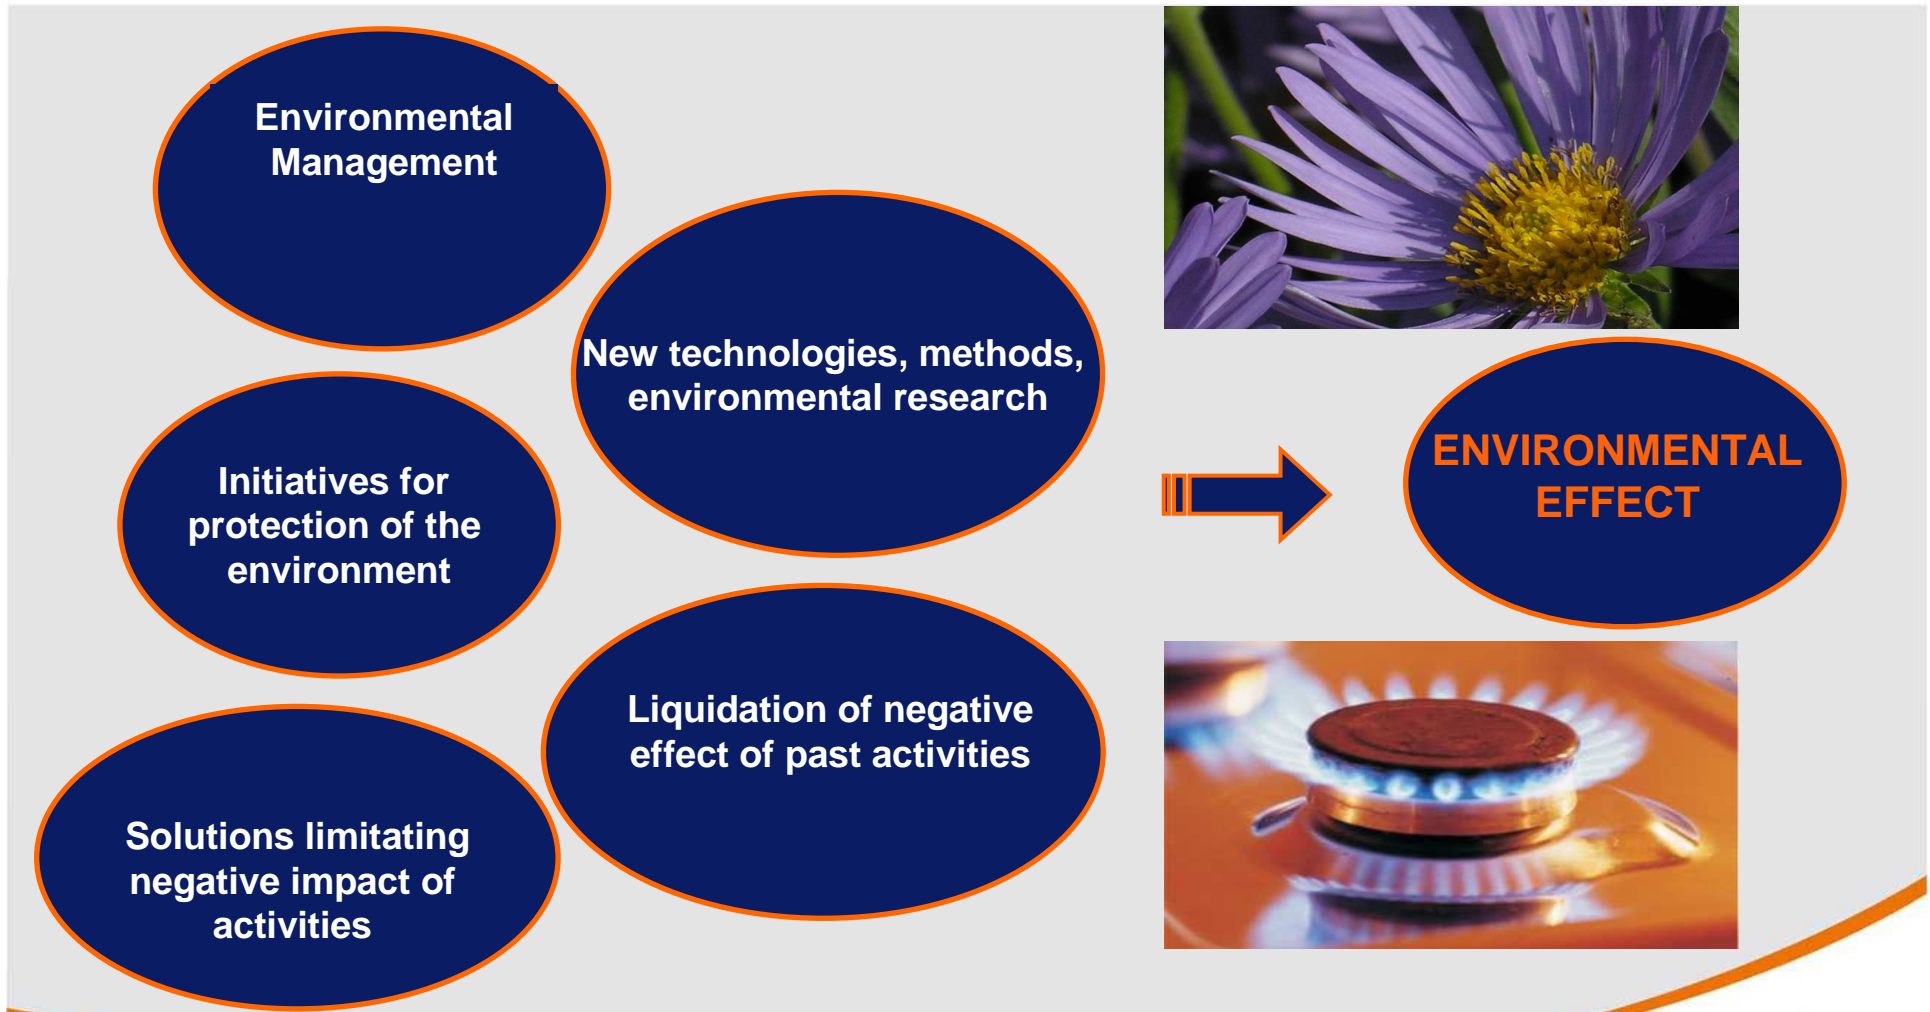 Environmental
Management
New technologies, methods,
environmental research
Initiatives for
protection of the
environment
ENVIRONMENTAL
EFFECT
Liquidation of negative
effect of past activities
Solutions limitating
negative impact of
activities